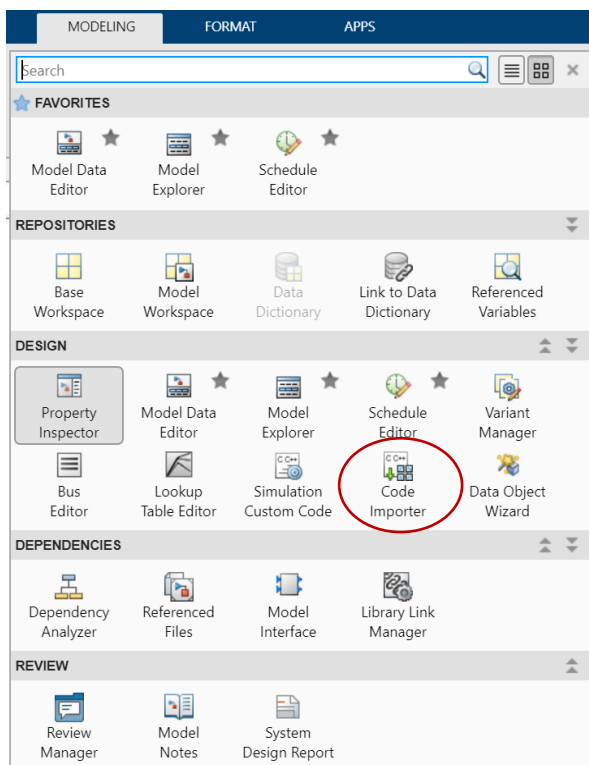 MODELING FORMAT APPS
Search
FAVORITES
Model Data Model Schedule
Editor Explorer Editor
REPOSITORIES
Base Model Data Link to Data Referenced
Workspace Workspace Dictionary Dictionary Variables
DESIGN
Property Model Data Model Schedule Variant
Inspector Editor Explorer Editor Manager
C C++ C C++
Bus Lookup Simulation Code Data Object
Editor Table Editor Custom Code Importer Wizard
DEPENDENCIES
Dependency Referenced Model Library Link
Analyzer Files Interface Manager
REVIEW
Review Model System
Manager Notes Design Report